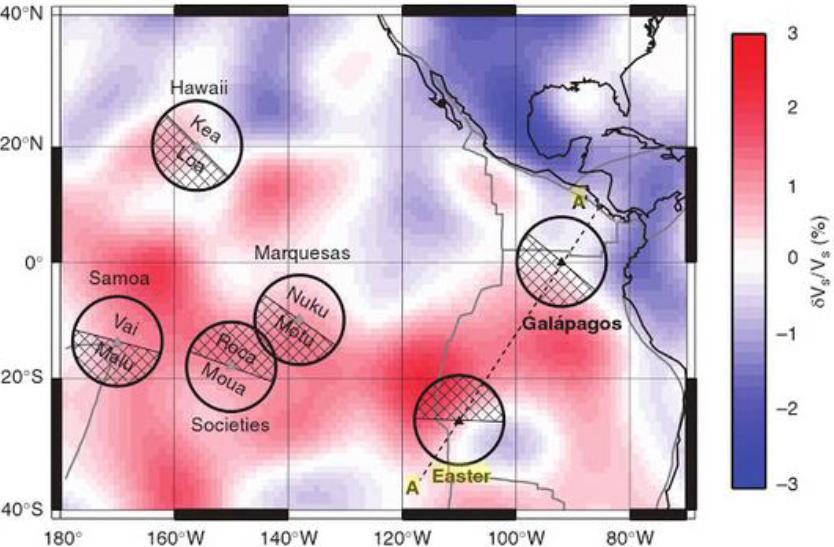 40°N
20°N
0°
20°S
40°S
180°
160°W
140°W
120°W
100°W
80°W
Hawaii
Kea
Loa
Samoa
Vai
Malu
Marquesas
Nuku
Motu
Roca
Moua
Societies
A'
Galápagos
A
Easter
3
2
1
0
−1
−2
−3
δVs/Vs (%)